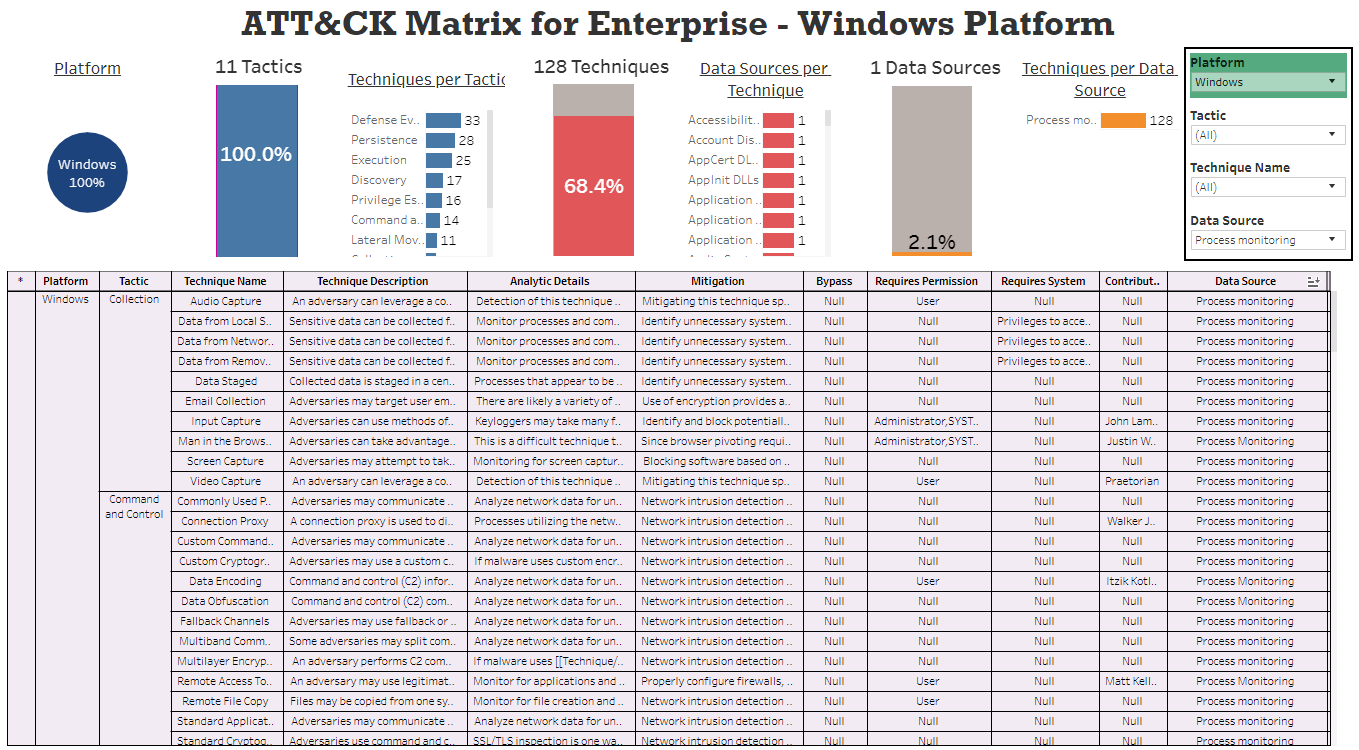 ATT&CK Matrix for Enterprise - Windows Platform
Platform
11 Tactics
Techniques per Tactic
128 Techniques
Data Sources per
Technique
1 Data Sources
Techniques per Data
Source
Windows
100%
100.0%
Defense Ev.. 33
Persistence 28
Execution 25
Discovery 17
Privilege Es.. 16
Command a.. 14
Lateral Mov.. 11
68.4%
Accessibilit.. 1
Account Dis.. 1
AppCert DL.. 1
AppInit DLLs 1
Application .. 1
Application .. 1
Application .. 1
2.1%
Process mo.. 128
Platform
Windows
Tactic
(All)
Technique Name
(All)
Data Source
Process monitoring
* Platform Tactic Technique Name Technique Description Analytic Details Mitigation Bypass Requires Permission Requires System Contribut.. Data Source
Windows Collection Audio Capture An adversary can leverage a co.. Detection of this technique .. Mitigating this technique sp.. Null User Null Null Process monitoring
Data from Local S.. Sensitive data can be collected f.. Monitor processes and com.. Identify unnecessary system.. Null Null Privileges to acce.. Null Process monitoring
Data from Networ.. Sensitive data can be collected f.. Monitor processes and com.. Identify unnecessary system.. Null Null Privileges to acce.. Null Process monitoring
Data from Remov.. Sensitive data can be collected f.. Monitor processes and com.. Identify unnecessary system.. Null Null Privileges to acce.. Null Process monitoring
Data Staged Collected data is staged in a cen.. Processes that appear to be .. Identify unnecessary system.. Null Null Null Null Process monitoring
Email Collection Adversaries may target user em.. There are likely a variety of .. Use of encryption provides a.. Null Null Null Null Process monitoring
Input Capture Adversaries can use methods of.. Keyloggers may take many f.. Identify and block potentiall.. Null Administrator,SYST.. Null John Lam.. Process monitoring
Man in the Brows.. Adversaries can take advantage.. This is a difficult technique t.. Since browser pivoting requi.. Null Administrator,SYST.. Null Justin W.. Process Monitoring
Screen Capture Adversaries may attempt to tak.. Monitoring for screen captur.. Blocking software based on .. Null Null Null Null Process monitoring
Video Capture An adversary can leverage a co.. Detection of this technique .. Mitigating this technique sp.. Null User Null Praetorian Process monitoring
Command
and Control
Commonly Used P.. Adversaries may communicate .. Analyze network data for un.. Network intrusion detection .. Null Null Null Null Process monitoring
Connection Proxy A connection proxy is used to di.. Processes utilizing the netw.. Network intrusion detection .. Null Null Null Walker J.. Process monitoring
Custom Command.. Adversaries may communicate .. Analyze network data for un.. Network intrusion detection .. Null Null Null Null Process monitoring
Custom Cryptogr.. Adversaries may use a custom c.. If malware uses custom encr.. Network intrusion detection .. Null Null Null Null Process monitoring
Data Encoding Command and control (C2) infor.. Analyze network data for un.. Network intrusion detection .. Null User Null Itzik Kotl.. Process Monitoring
Data Obfuscation Command and control (C2) com.. Analyze network data for un.. Network intrusion detection .. Null Null Null Null Process Monitoring
Fallback Channels Adversaries may use fallback or .. Analyze network data for un.. Network intrusion detection .. Null Null Null Null Process monitoring
Multiband Comm.. Some adversaries may split com.. Analyze network data for un.. Network intrusion detection .. Null Null Null Null Process monitoring
Multilayer Encryp.. An adversary performs C2 com.. If malware uses [[Technique/.. Network intrusion detection .. Null Null Null Null Process monitoring
Remote Access To.. An adversary may use legitimat.. Monitor for applications and .. Properly configure firewalls, .. Null User Null Matt Kell.. Process monitoring
Remote File Copy Files may be copied from one sy.. Monitor for file creation and .. Network intrusion detection .. Null User Null Null Process monitoring
Standard Applicat.. Adversaries may communicate .. Analyze network data for un.. Network intrusion detection .. Null Null Null Null Process monitoring
Standard Cryptog.. Adversaries use command and c.. SSL/TLS inspection is one wa.. Network intrusion detection .. Null Null Null Null Process monitoring